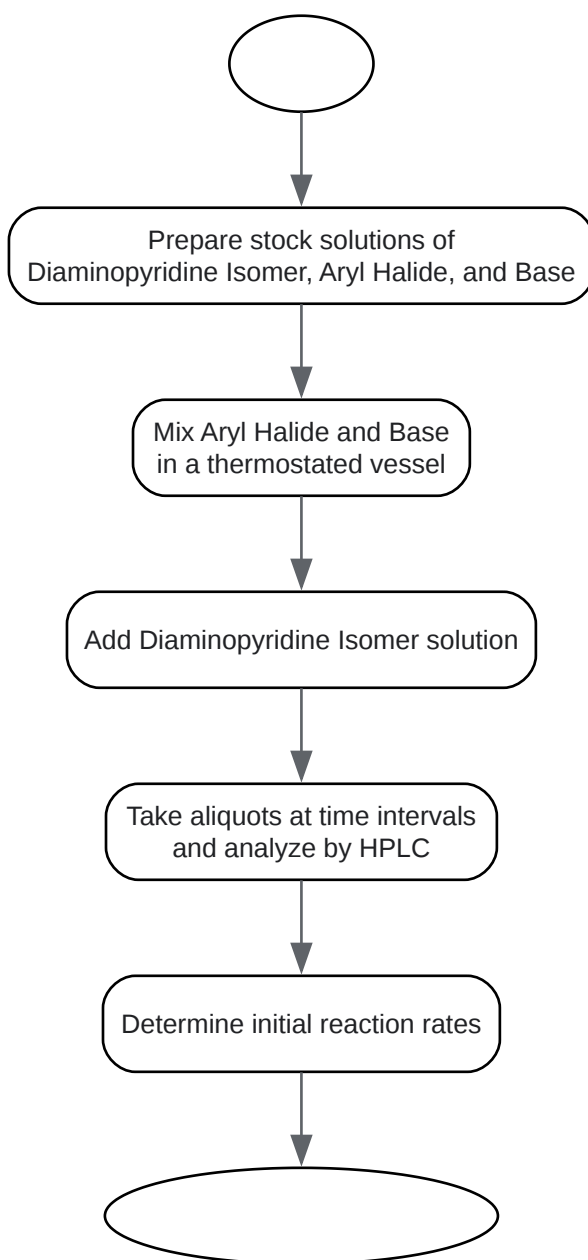 Prepare stock solutions of
Diaminopyridine Isomer, Aryl Halide, and Base
Mix Aryl Halide and Base
in a thermostated vessel
Add Diaminopyridine Isomer solution
Take aliquots at time intervals
and analyze by HPLC
Determine initial reaction rates